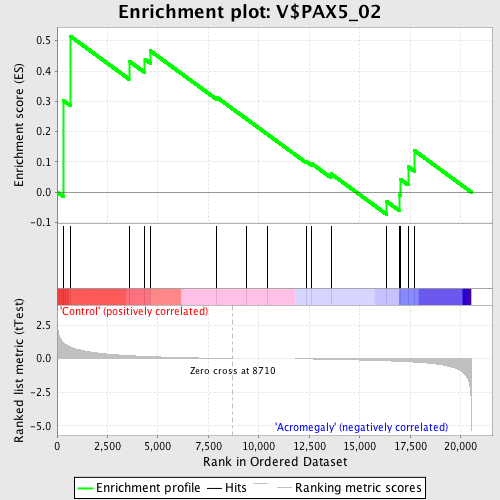 Enrichment plot: V$PAX5_02
Enrichment score (ES)
0.5
0.4
0.3
0.2
0.1
0.0
-0.1
'Control' (positively correlated)
Ranked list metric (tTest)
2.5
0.0
-2.5
-5.0
Zero cross at 8710
'Acromegaly' (negatively correlated)
0
2,500
5,000
7,500
10,000
12,500
15,000
17,500
20,000
Rank in Ordered Dataset
Enrichment profile
Hits
Ranking metric scores